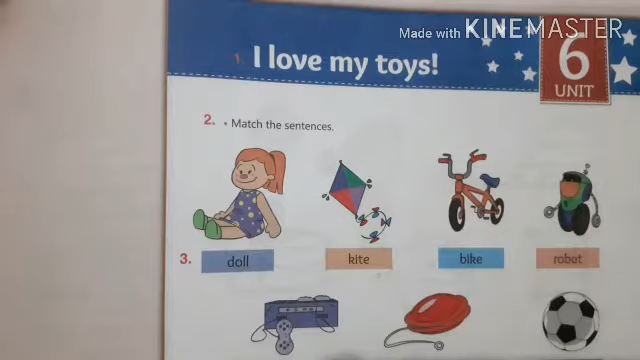 Made with KINEMASTER
1. I love my toys!
6
UNIT
2. • Match the sentences.
3. doll kite bike robot